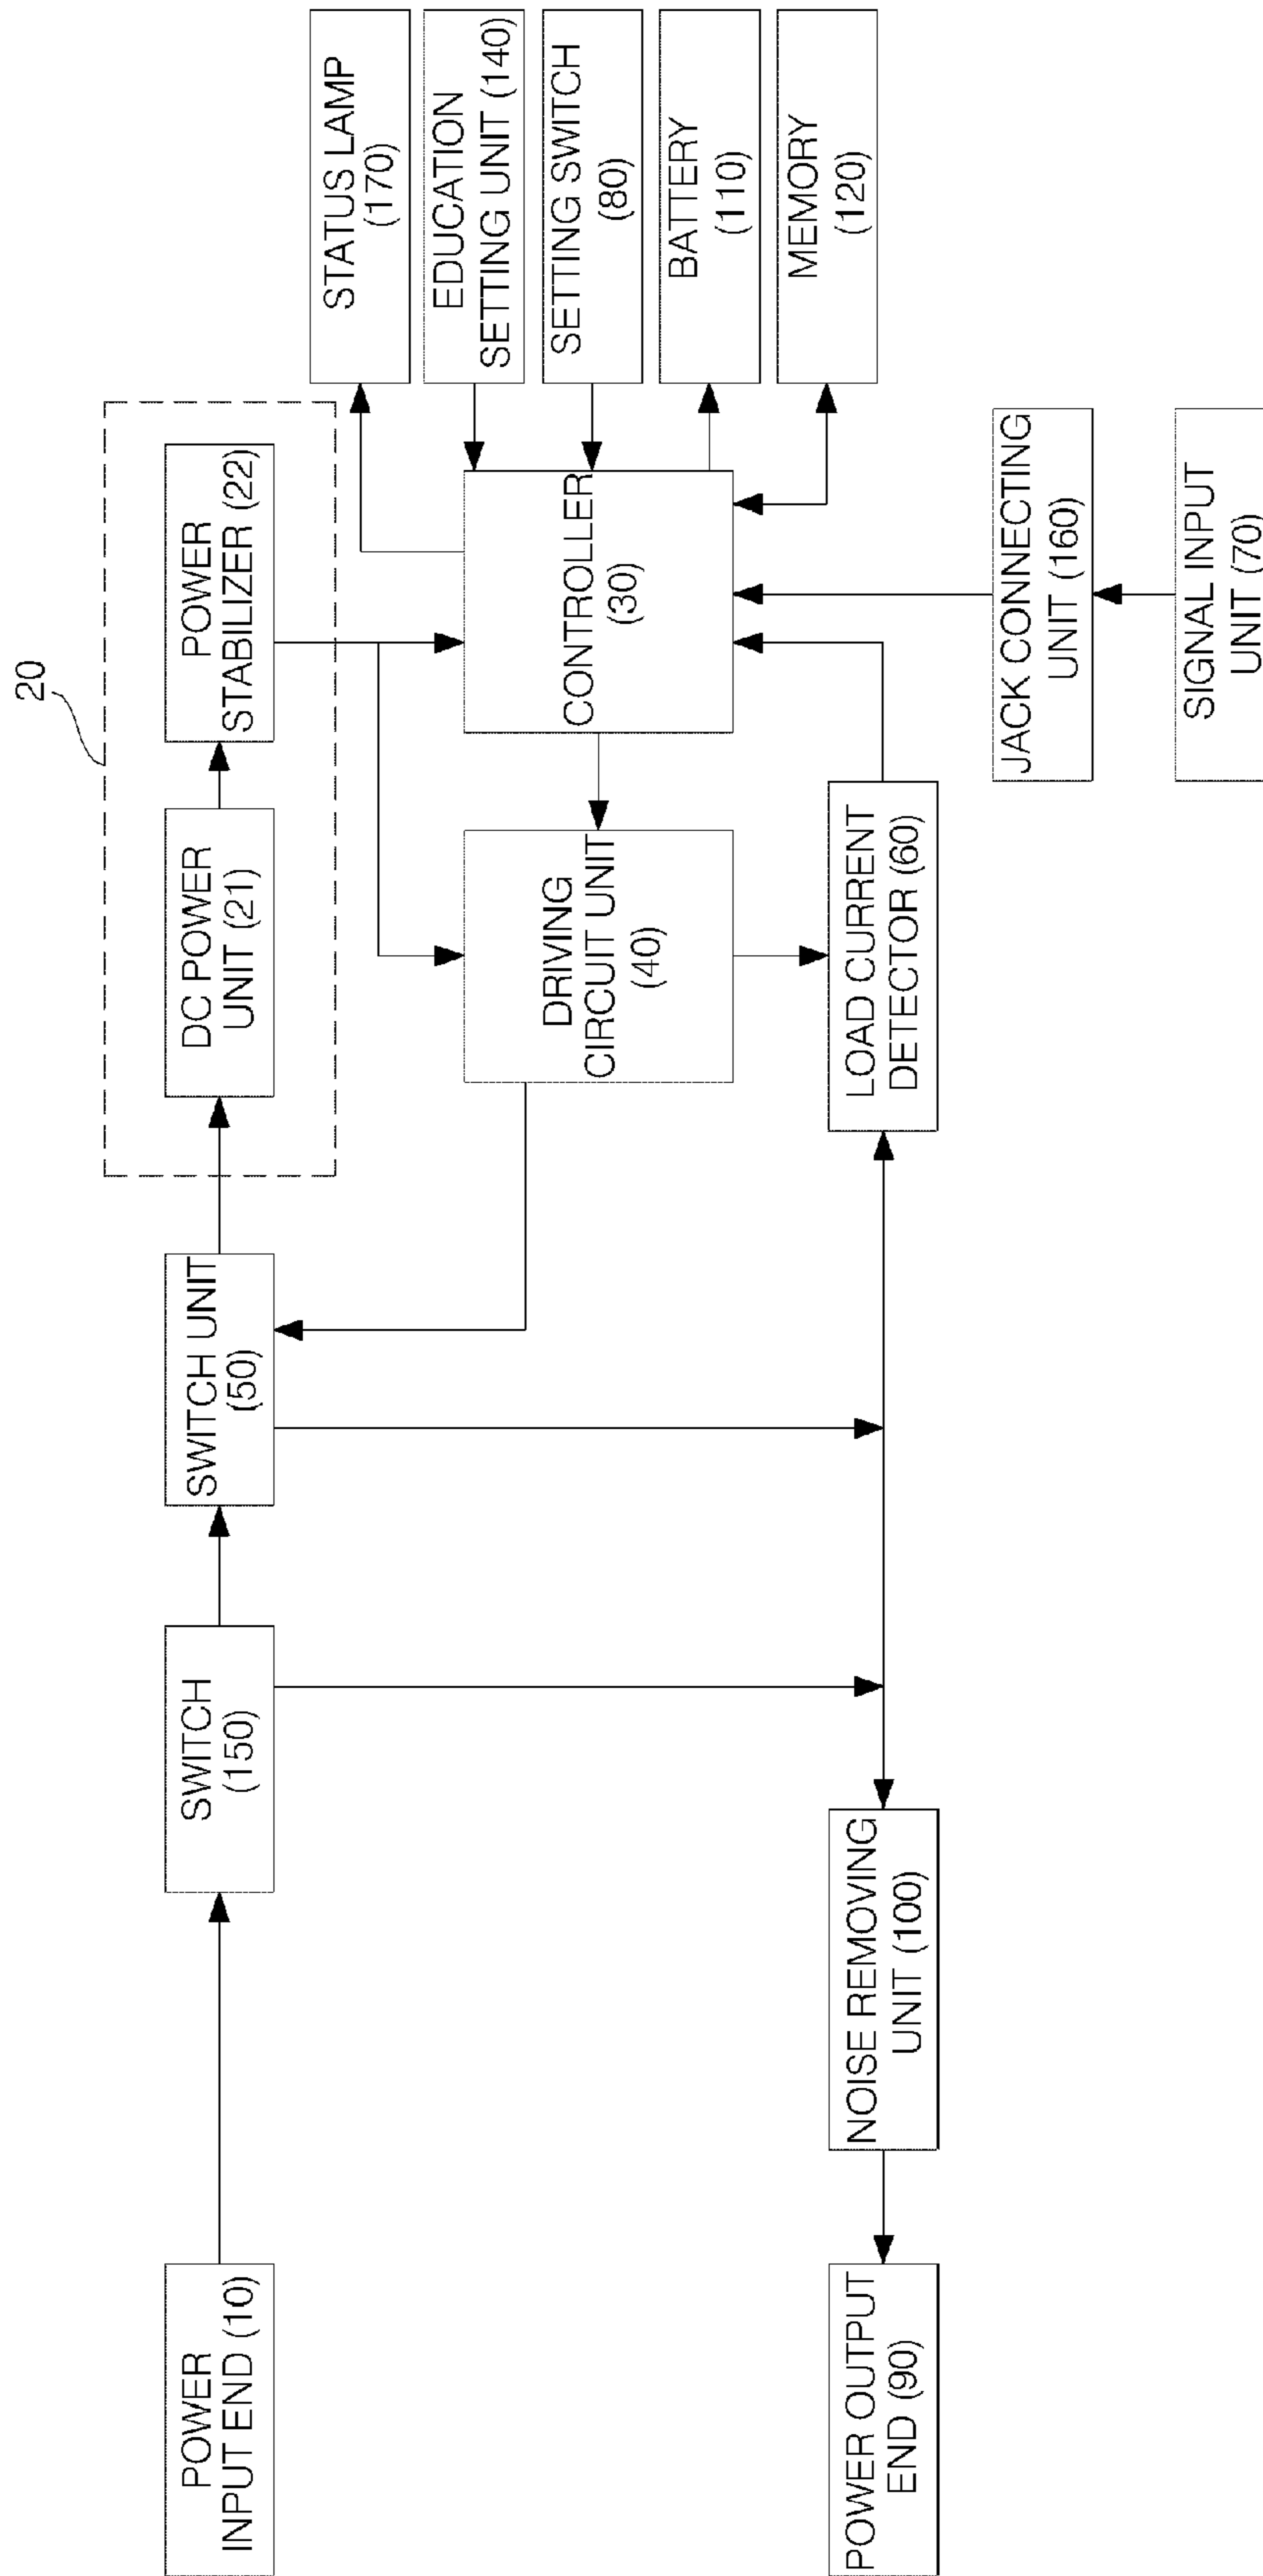 20
POWER
INPUT END (10)
SWITCH
(150)
SWITCH UNIT
(50)
DC POWER
UNIT (21)
POWER
STABILIZER (22)
STATUS LAMP
(170)
EDUCATION
SETTING UNIT (140)
SETTING SWITCH
(80)
BATTERY
(110)
MEMORY
(120)
CONTROLLER
(30)
DRIVING
CIRCUIT UNIT
(40)
POWER OUTPUT
END (90)
NOISE REMOVING
UNIT (100)
LOAD CURRENT
DETECTOR (60)
JACK CONNECTING
UNIT (160)
SIGNAL INPUT
UNIT (70)